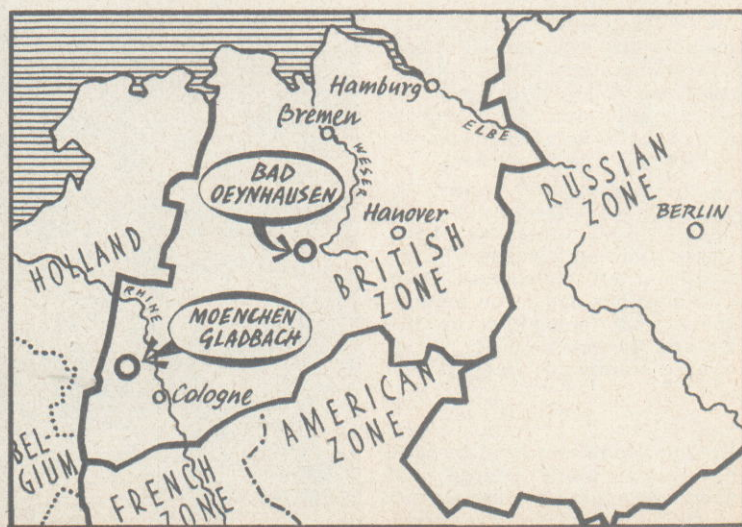 Hamburg
Bremen
ELBE
WESER
BAD
OEYNHAUSEN
RUSSIAN
ZONE
BERLIN
Hanover
HOLLAND
BRITISH
ZONE
RHINE
MOENCHEN
GLADBACH
Cologne
AMERICAN
ZONE
BEL-
GIUM
FRENCH
ZONE